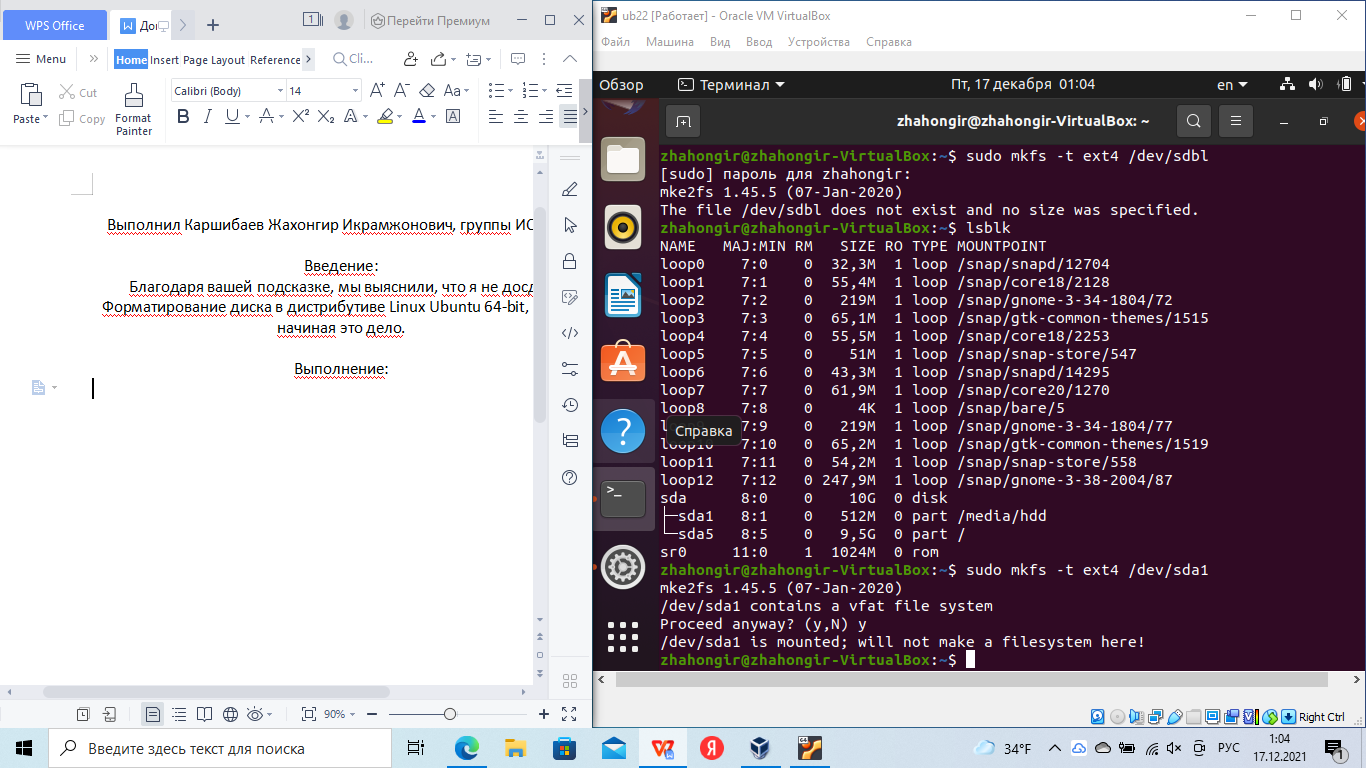 WPS Office
Док
1
Перейти Премиум
Menu
Home Insert Page Layout Reference
Cli...
Paste
Cut
Copy
Format Painter
Calibri (Body)
14
Выполнил Каршибаев Жахонгир Икрамжонович, группы ИС
Введение:
Благодаря вашей подсказке, мы выяснили, что я не досд
Форматирование диска в дистрибутиве Linux Ubuntu 64-bit,
начиная это дело.
Выполнение:
90%
ub22 [Работает] - Oracle VM VirtualBox
Файл Машина Вид Ввод Устройства Справка
Обзор
Терминал
Пт, 17 декабря 01:04
en
zhahongir@zhahongir-VirtualBox: ~
zhahongir@zhahongir-VirtualBox:~$ sudo mkfs -t ext4 /dev/sdbl
[sudo] пароль для zhahongir:
mke2fs 1.45.5 (07-Jan-2020)
The file /dev/sdbl does not exist and no size was specified.
zhahongir@zhahongir-VirtualBox:~$ lsblk
NAME MAJ:MIN RM SIZE RO TYPE MOUNTPOINT
loop0 7:0 0 32,3M 1 loop /snap/snapd/12704
loop1 7:1 0 55,4M 1 loop /snap/core18/2128
loop2 7:2 0 219M 1 loop /snap/gnome-3-34-1804/72
loop3 7:3 0 65,1M 1 loop /snap/gtk-common-themes/1515
loop4 7:4 0 55,5M 1 loop /snap/core18/2253
loop5 7:5 0 51M 1 loop /snap/snap-store/547
loop6 7:6 0 43,3M 1 loop /snap/snapd/14295
loop7 7:7 0 61,9M 1 loop /snap/core20/1270
loop8 7:8 0 4K 1 loop /snap/bare/5
7:9 0 219M 1 loop /snap/gnome-3-34-1804/77
Справка
7:10 0 65,2M 1 loop /snap/gtk-common-themes/1519
loop11 7:11 0 54,2M 1 loop /snap/snap-store/558
loop12 7:12 0 247,9M 1 loop /snap/gnome-3-38-2004/87
sda 8:0 0 10G 0 disk
├─sda1 8:1 0 512M 0 part /media/hdd
└─sda5 8:5 0 9,5G 0 part /
sr0 11:0 1 1024M 0 rom
zhahongir@zhahongir-VirtualBox:~$ sudo mkfs -t ext4 /dev/sda1
mke2fs 1.45.5 (07-Jan-2020)
/dev/sda1 contains a vfat file system
Proceed anyway? (y,N) y
/dev/sda1 is mounted; will not make a filesystem here!
zhahongir@zhahongir-VirtualBox:~$
Right Ctrl
Введите здесь текст для поиска
34°F
РУС
1:04
17.12.2021
1